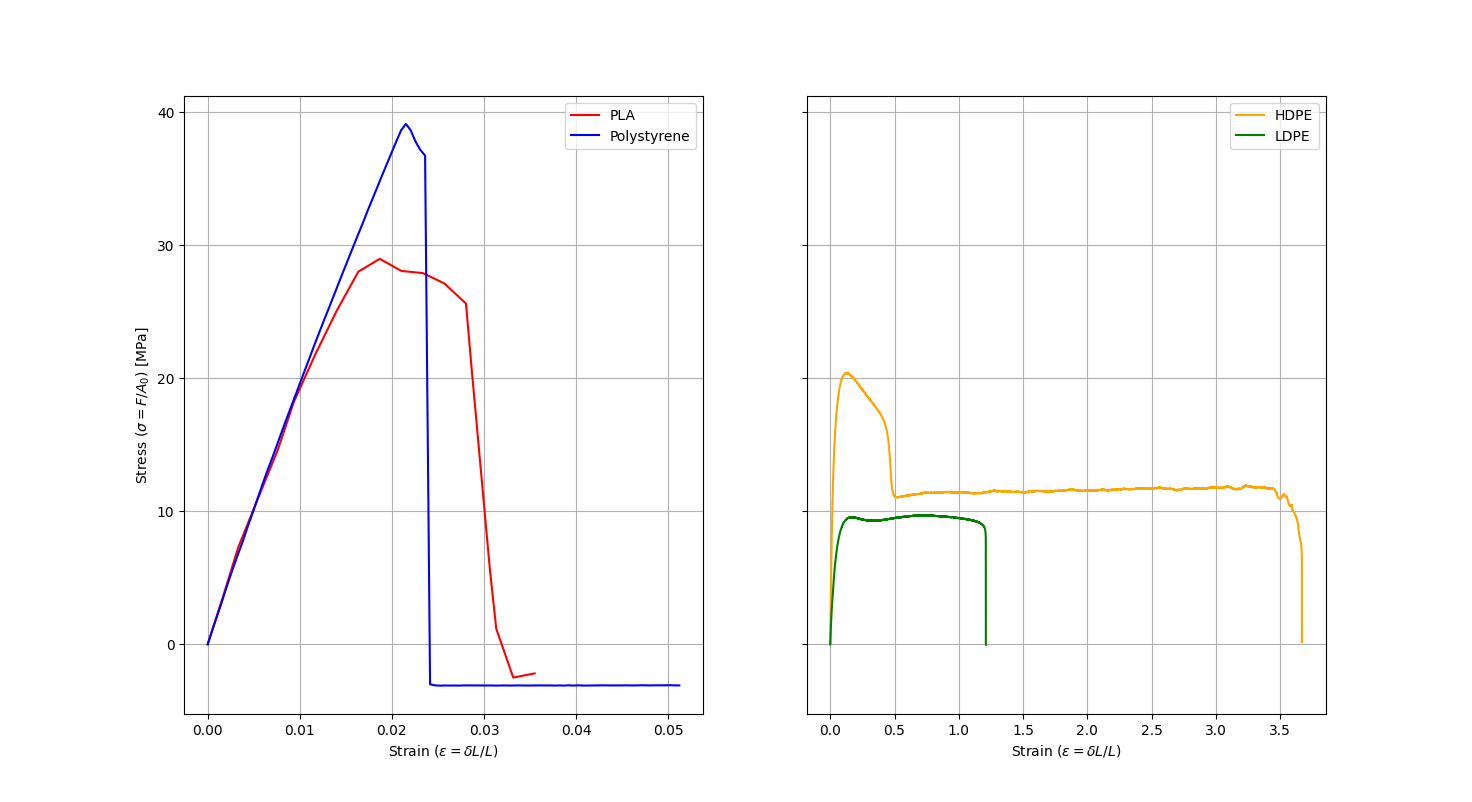 PLA
Polystyrene
40
30
20
10
0
Stress (σ = F/A₀) [MPa]
0.00 0.01 0.02 0.03 0.04 0.05
Strain (ε = δL/L)
HDPE
LDPE
0.0 0.5 1.0 1.5 2.0 2.5 3.0 3.5
Strain (ε = δL/L)